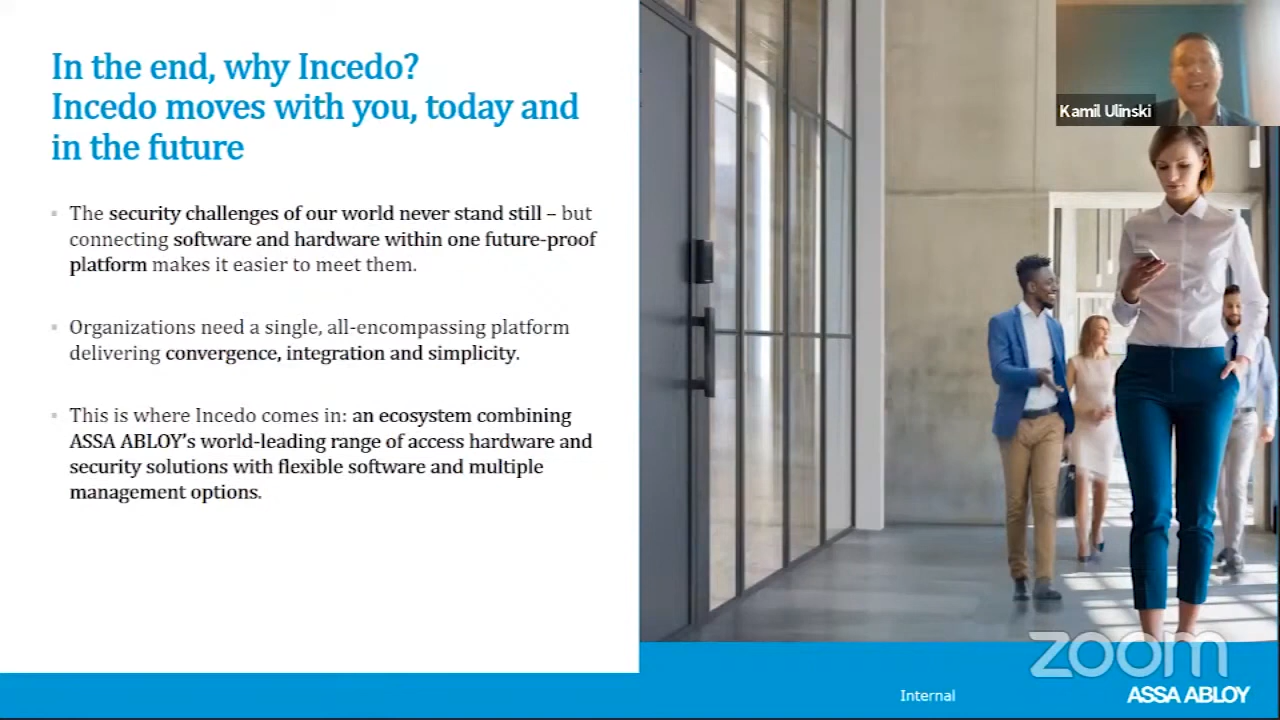 In the end, why Incedo?
Incedo moves with you, today and
in the future
▪ The security challenges of our world never stand still – but
connecting software and hardware within one future-proof
platform makes it easier to meet them.
▪ Organizations need a single, all-encompassing platform
delivering convergence, integration and simplicity.
▪ This is where Incedo comes in: an ecosystem combining
ASSA ABLOY’s world-leading range of access hardware and
security solutions with flexible software and multiple
management options.
Kamil Ulinski
zoom
Internal
ASSA ABLOY